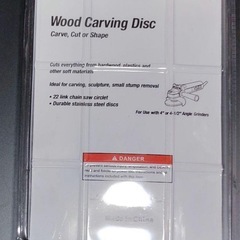 Wood Carving Disc
Carve, Cut or Shape
Cuts everything from hardwood, plastics and
other soft materials
Ideal for carving, sculpture, small stump removal
• 22 link chain saw circlet
• Durable stainless steel discs
For Use with 4" or 4-1/2" Angle Grinders
DANGER